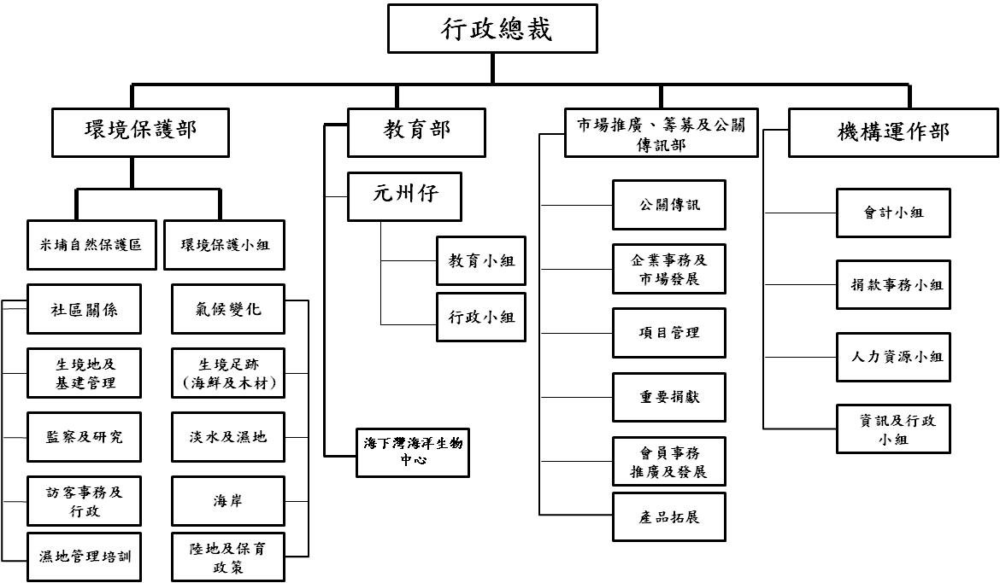 行政總裁
環境保護部
教育部
市場推廣、籌募及公關
傳訊部
機構運作部
米埔自然保護區
環境保護小組
社區關係
生境地及
基建管理
監察及研究
訪客事務及
行政
濕地管理培訓
氣候變化
生境足跡
(海鮮及木材)
淡水及濕地
海岸
陸地及保育
政策
元州仔
教育小組
行政小組
海下灣海洋生物
中心
公關傳訊
企業事務及
市場發展
項目管理
重要捐獻
會員事務
推廣及發展
產品拓展
會計小組
捐款事務小組
人力資源小組
資訊及行政
小組